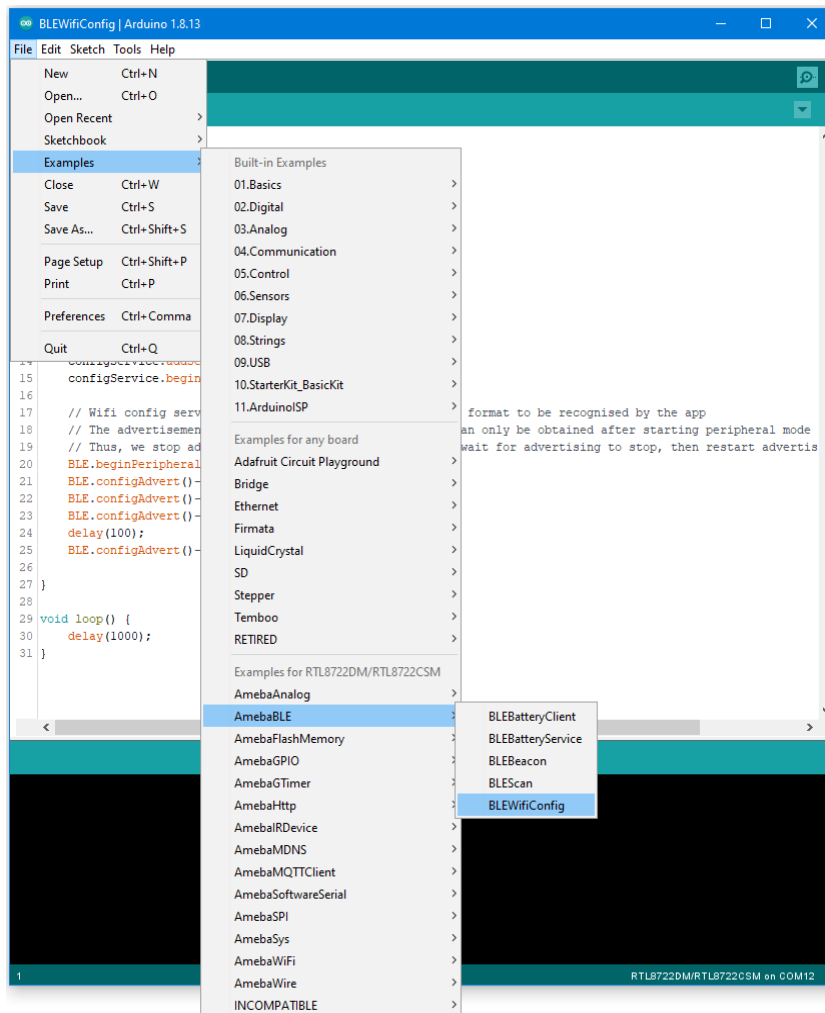 BLEWifiConfig | Arduino 1.8.13
File Edit Sketch Tools Help
New Ctrl+N
Open... Ctrl+O
Open Recent
Sketchbook
Examples
Close Ctrl+W
Save Ctrl+S
Save As... Ctrl+Shift+S
Page Setup Ctrl+Shift+P
Print Ctrl+P
Preferences Ctrl+Comma
Quit Ctrl+Q
Built-in Examples
01.Basics
02.Digital
03.Analog
04.Communication
05.Control
06.Sensors
07.Display
08.Strings
09.USB
10.StarterKit_BasicKit
11.ArduinoISP
Examples for any board
Adafruit Circuit Playground
Bridge
Ethernet
Firmata
LiquidCrystal
SD
Stepper
Temboo
RETIRED
Examples for RTL8722DM/RTL8722CSM
AmebaAnalog
AmebaBLE
AmebaFlashMemory
AmebaGPIO
AmebaGTimer
AmebaHttp
AmebaIRDevice
AmebaMDNS
AmebaMQTTClient
AmebaSoftwareSerial
AmebaSPI
AmebaSys
AmebaWiFi
AmebaWire
INCOMPATIBLE
BLEBatteryClient
BLEBatteryService
BLEBeacon
BLEScan
BLEWifiConfig
15 configService.begin
16
17 // Wifi config serv format to be recognised by the app
18 // The advertisemen an only be obtained after starting peripheral mode
19 // Thus, we stop ad wait for advertising to stop, then restart advertis
20 BLE.beginPeripheral
21 BLE.configAdvert()-
22 BLE.configAdvert()-
23 BLE.configAdvert()-
24 delay(100);
25 BLE.configAdvert()-
26
27 }
28
29 void loop() {
30 delay(1000);
31 }
1 RTL8722DM/RTL8722CSM on COM12